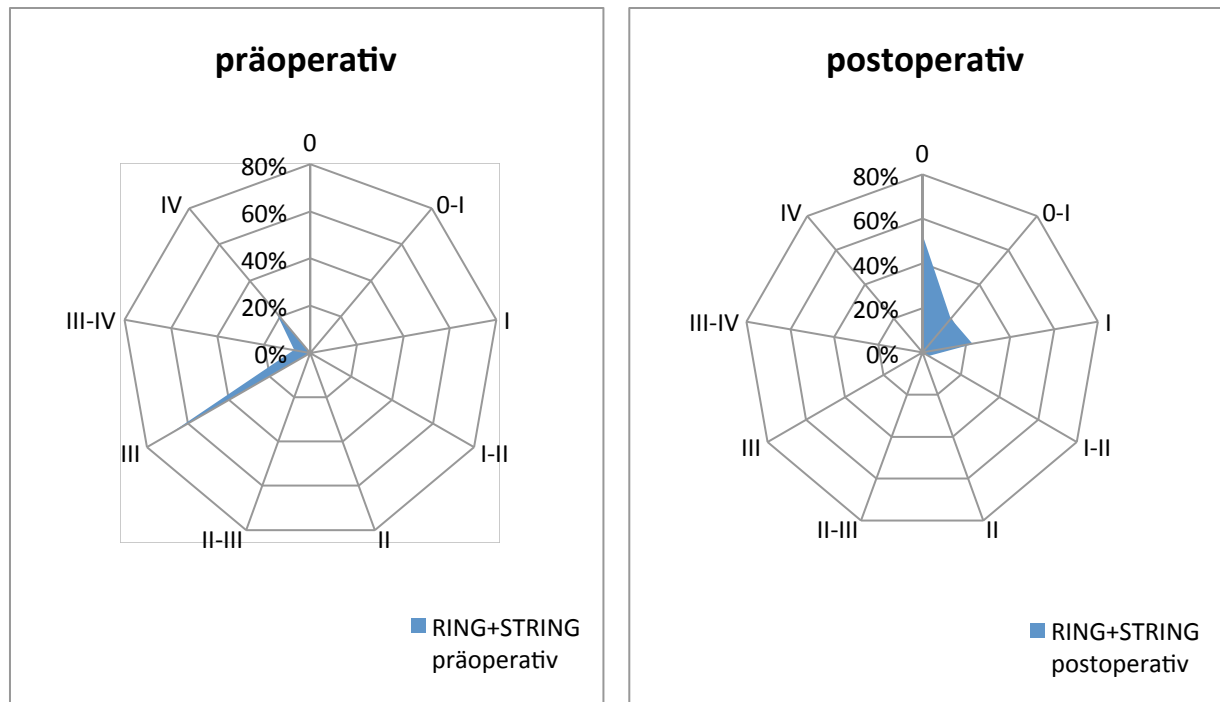 präoperativ
0
80%
60%
40%
20%
0%
0-I
I
I-II
II
II-III
III
III-IV
IV
RING+STRING
präoperativ
postoperativ
0
80%
60%
40%
20%
0%
0-I
I
I-II
II
II-III
III
III-IV
IV
RING+STRING
postoperativ